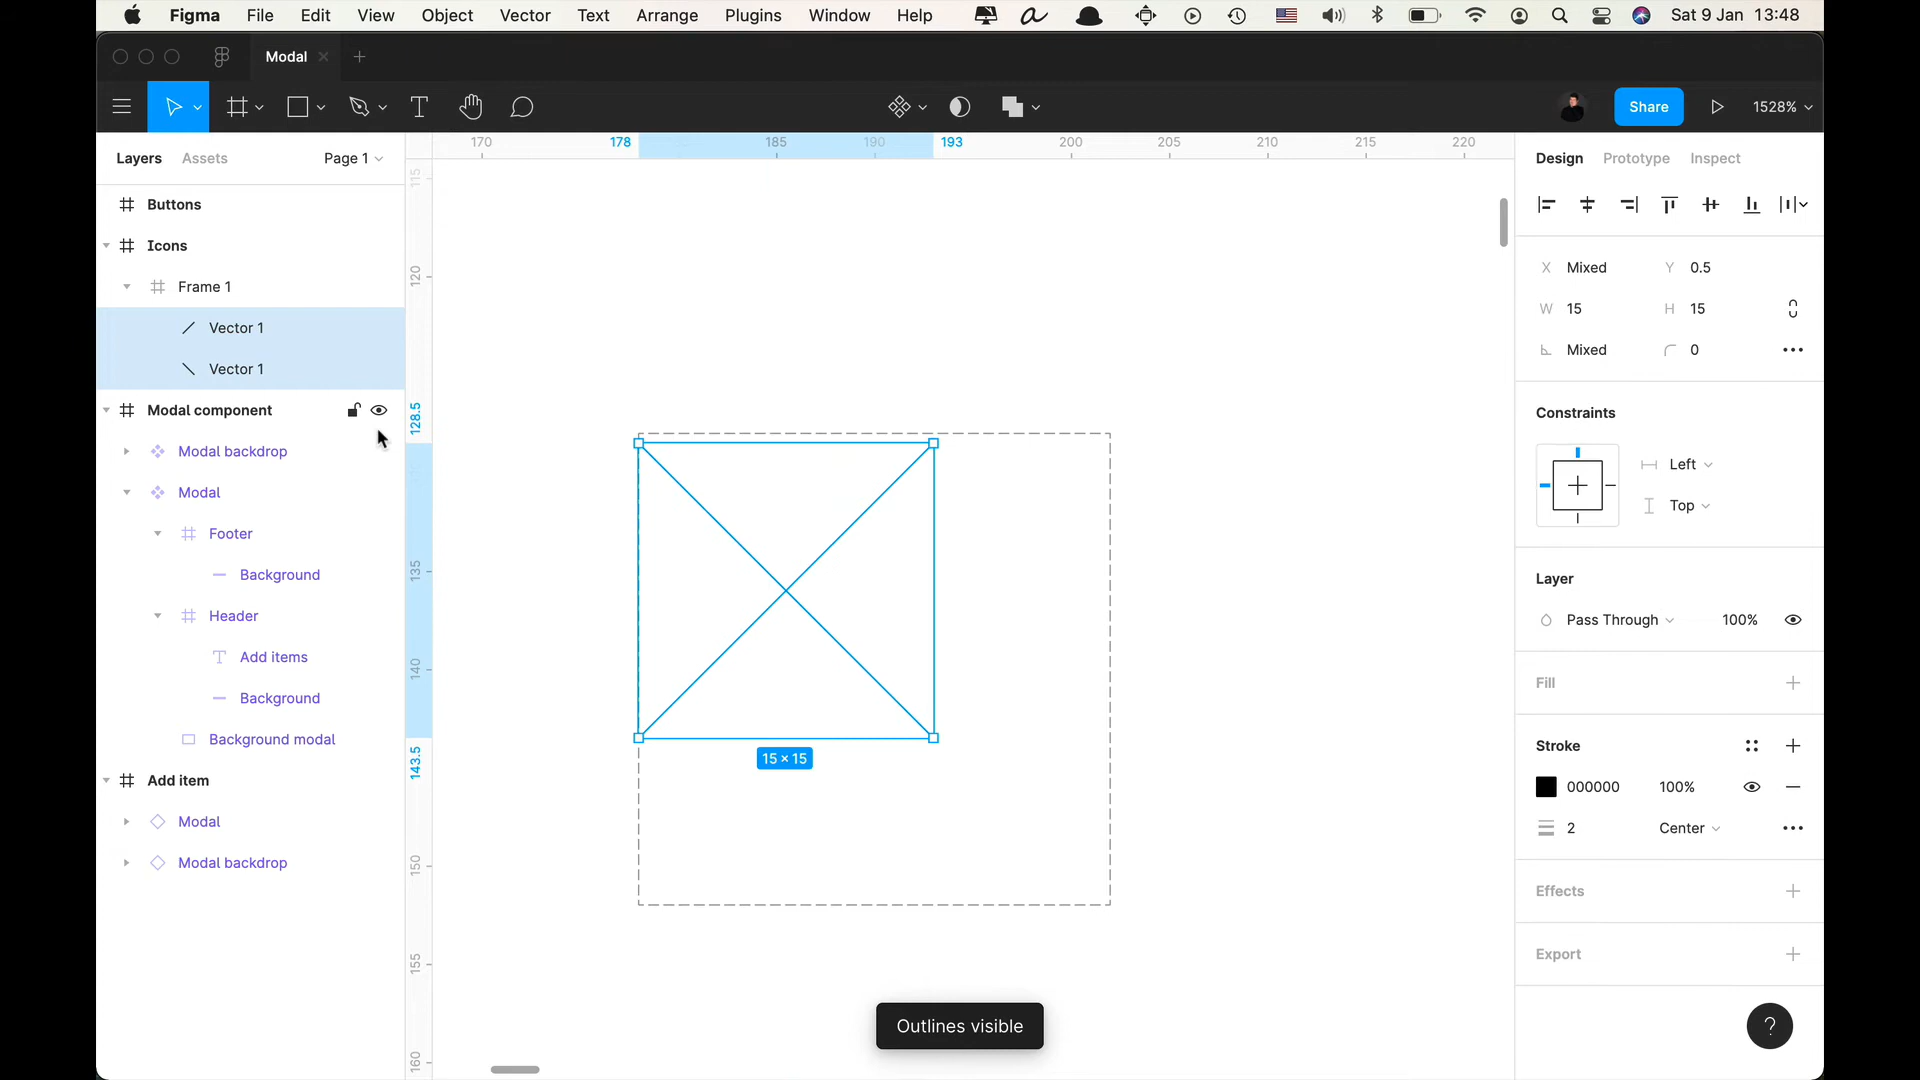 Figma File Edit View Object Vector Text Arrange Plugins Window Help Sat 9 Jan 13:48
Modal
Share 1528%
Layers Assets Page 1
170 178 185 190 193 200 205 210 215 220
Design Prototype Inspect
115
120
128.5
135
140
143.5
150
155
160
Buttons
Icons
Frame 1
Vector 1
Vector 1
Modal component
Modal backdrop
Modal
Footer
Background
Header
Add items
Background
Background modal
Add item
Modal
Modal backdrop
15 × 15
Outlines visible
X Mixed Y 0.5
W 15 H 15
Mixed 0
Constraints
Left
Top
Layer
Pass Through 100%
Fill
Stroke
000000 100%
2 Center
Effects
Export
?